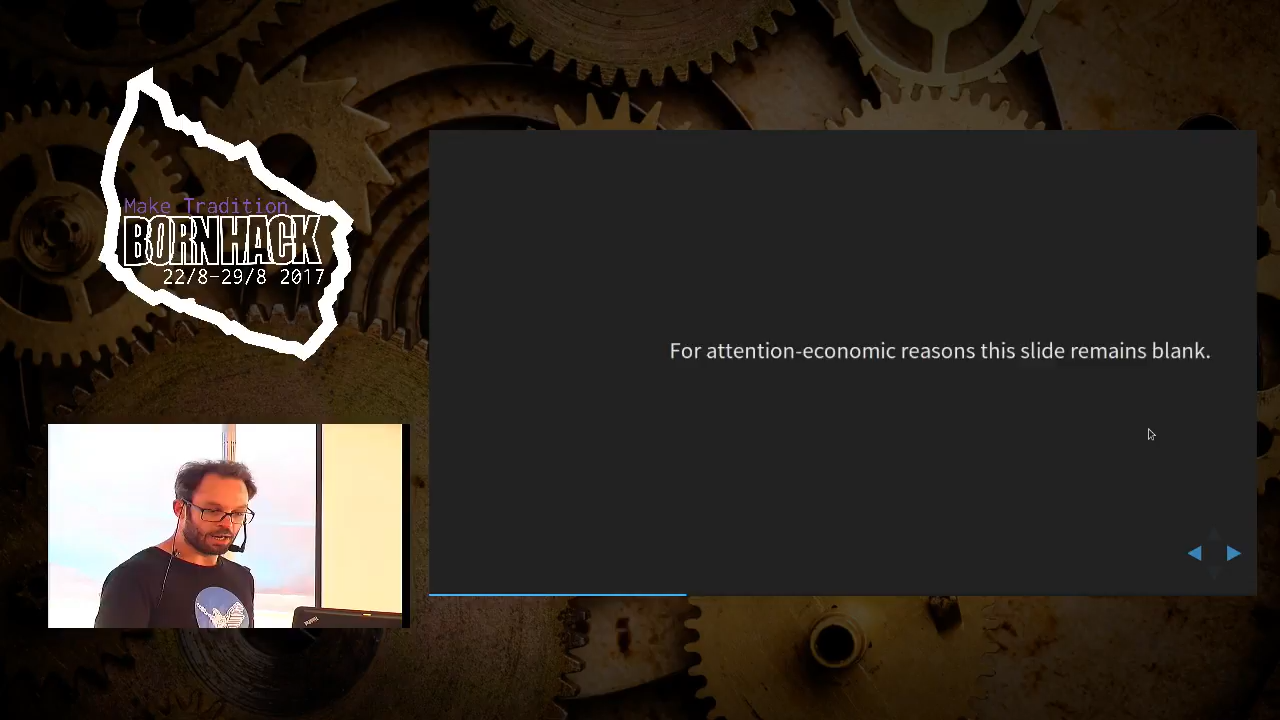 Make Tradition
BORNHACK
22/8-29/8 2017
For attention-economic reasons this slide remains blank.